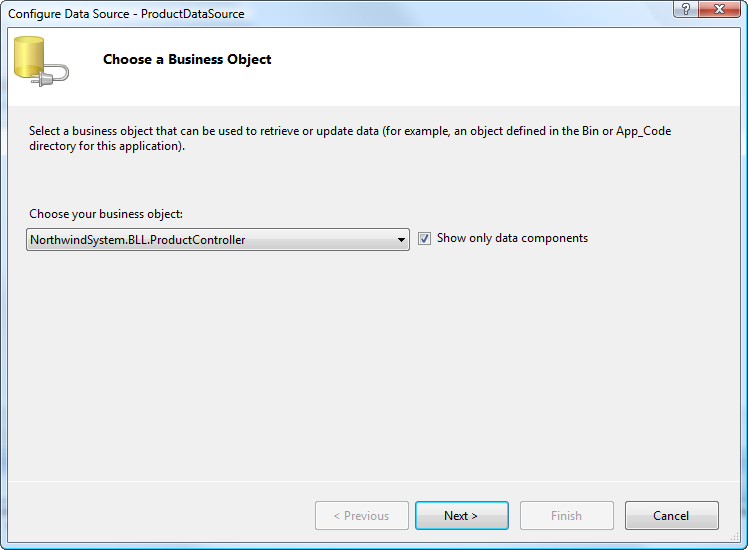 Configure Data Source - ProductDataSource
?
Choose a Business Object
Select a business object that can be used to retrieve or update data (for example, an object defined in the Bin or App_Code
directory for this application).
Choose your business object:
NorthwindSystem.BLL.ProductController
Show only data components
< Previous
Next >
Finish
Cancel